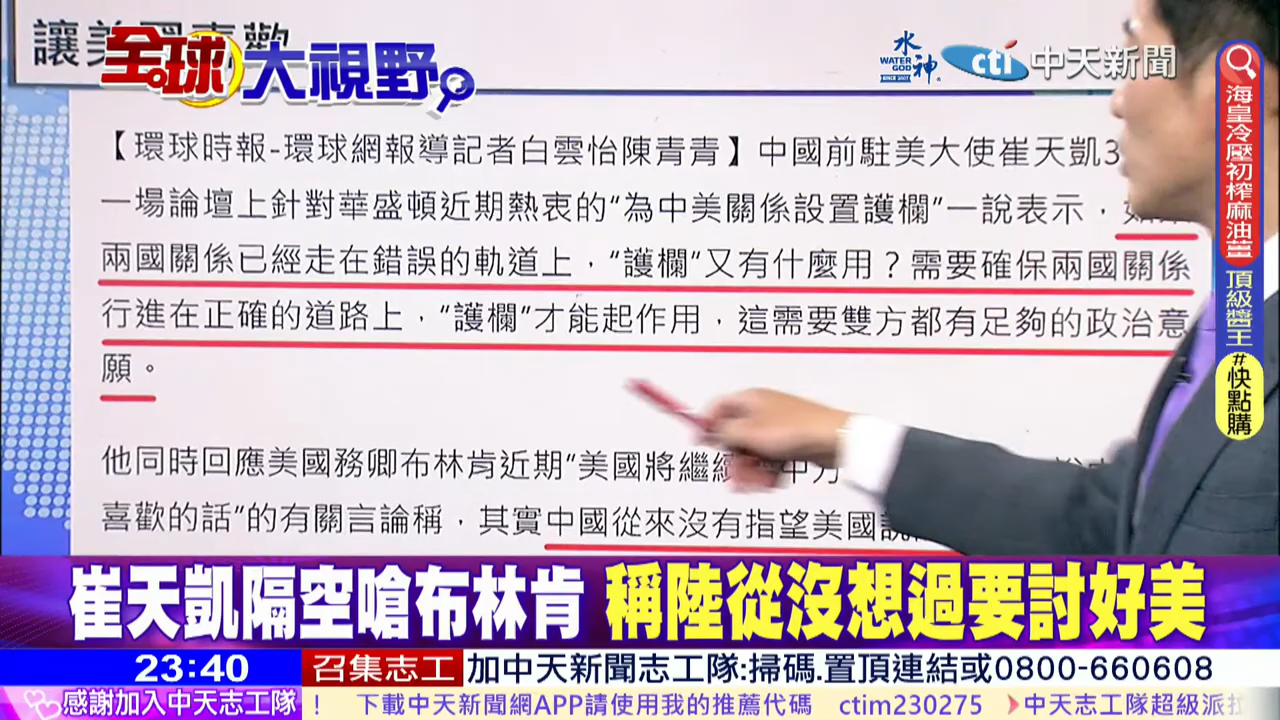 讓美
全球大視野
水神
WATER GOD
SINCE 2007
cti 中天新聞
【環球時報-環球網報導記者白雲怡陳青青】中國前駐美大使崔天凱3
一場論壇上針對華盛頓近期熱衷的“為中美關係設置護欄”一說表示，如
兩國關係已經走在錯誤的軌道上，“護欄”又有什麼用？需要確保兩國關係
行進在正確的道路上，“護欄”才能起作用，這需要雙方都有足夠的政治意
願。
他同時回應美國務卿布林肯近期“美國將繼續 中方
喜歡的話”的有關言論稱，其實中國從來沒有指望美國說
海皇冷壓初榨麻油薑
頂級醬王
#快點購
崔天凱隔空嗆布林肯 稱陸從沒想過要討好美
23:40
召集志工 加中天新聞志工隊:掃碼.置頂連結或0800-660608
感謝加入中天志工隊 ! 下載中天新聞網APP請使用我的推薦代碼 ctim230275 中天志工隊超級派